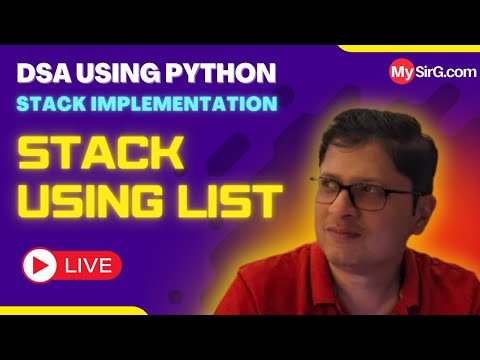 DSA USING PYTHON
MySirG.com
STACK IMPLEMENTATION
STACK
USING LIST
LIVE